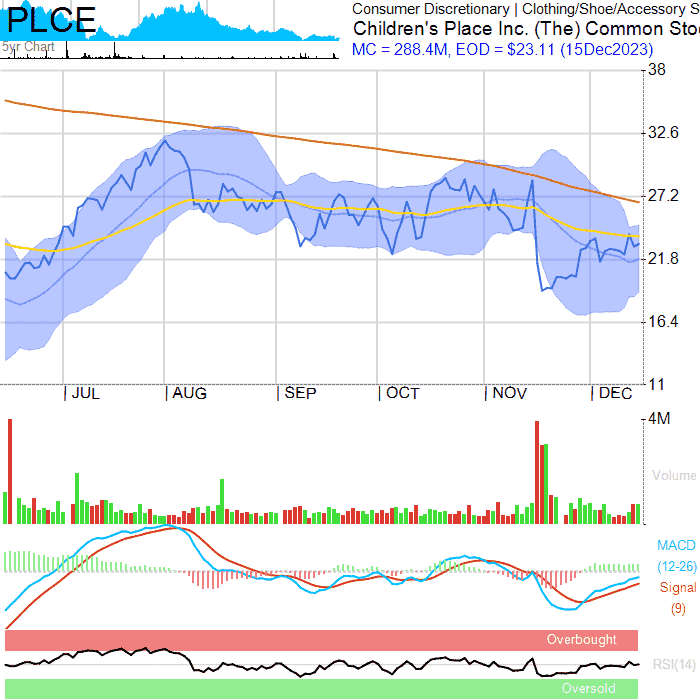 PLCE
5yr Chart
Consumer Discretionary | Clothing/Shoe/Accessory S
Children's Place Inc. (The) Common Sto
MC = 288.4M, EOD = $23.11 (15Dec2023)
38
32.6
27.2
21.8
16.4
11
JUL AUG SEP OCT NOV DEC
4M
Volume
MACD
(12-26)
Signal
(9)
Overbought
RSI(14)
Oversold